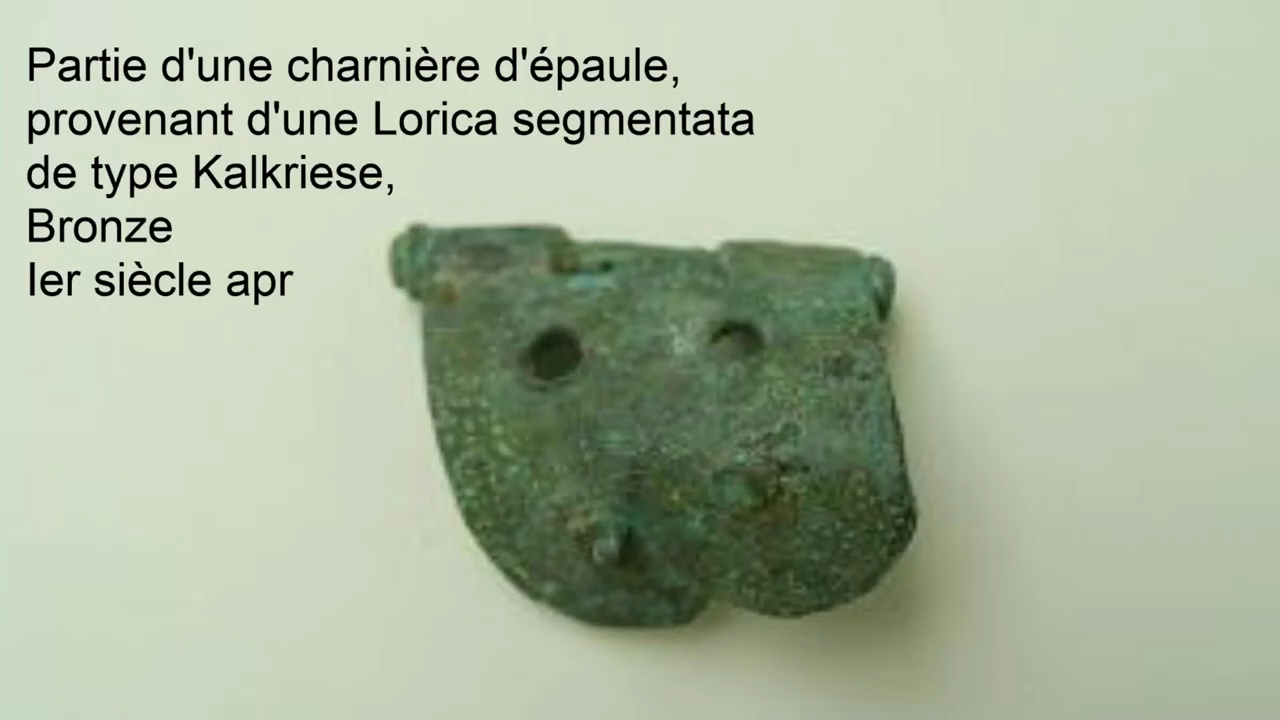 Partie d'une charnière d'épaule,
provenant d'une Lorica segmentata
de type Kalkriese,
Bronze
Ier siècle apr